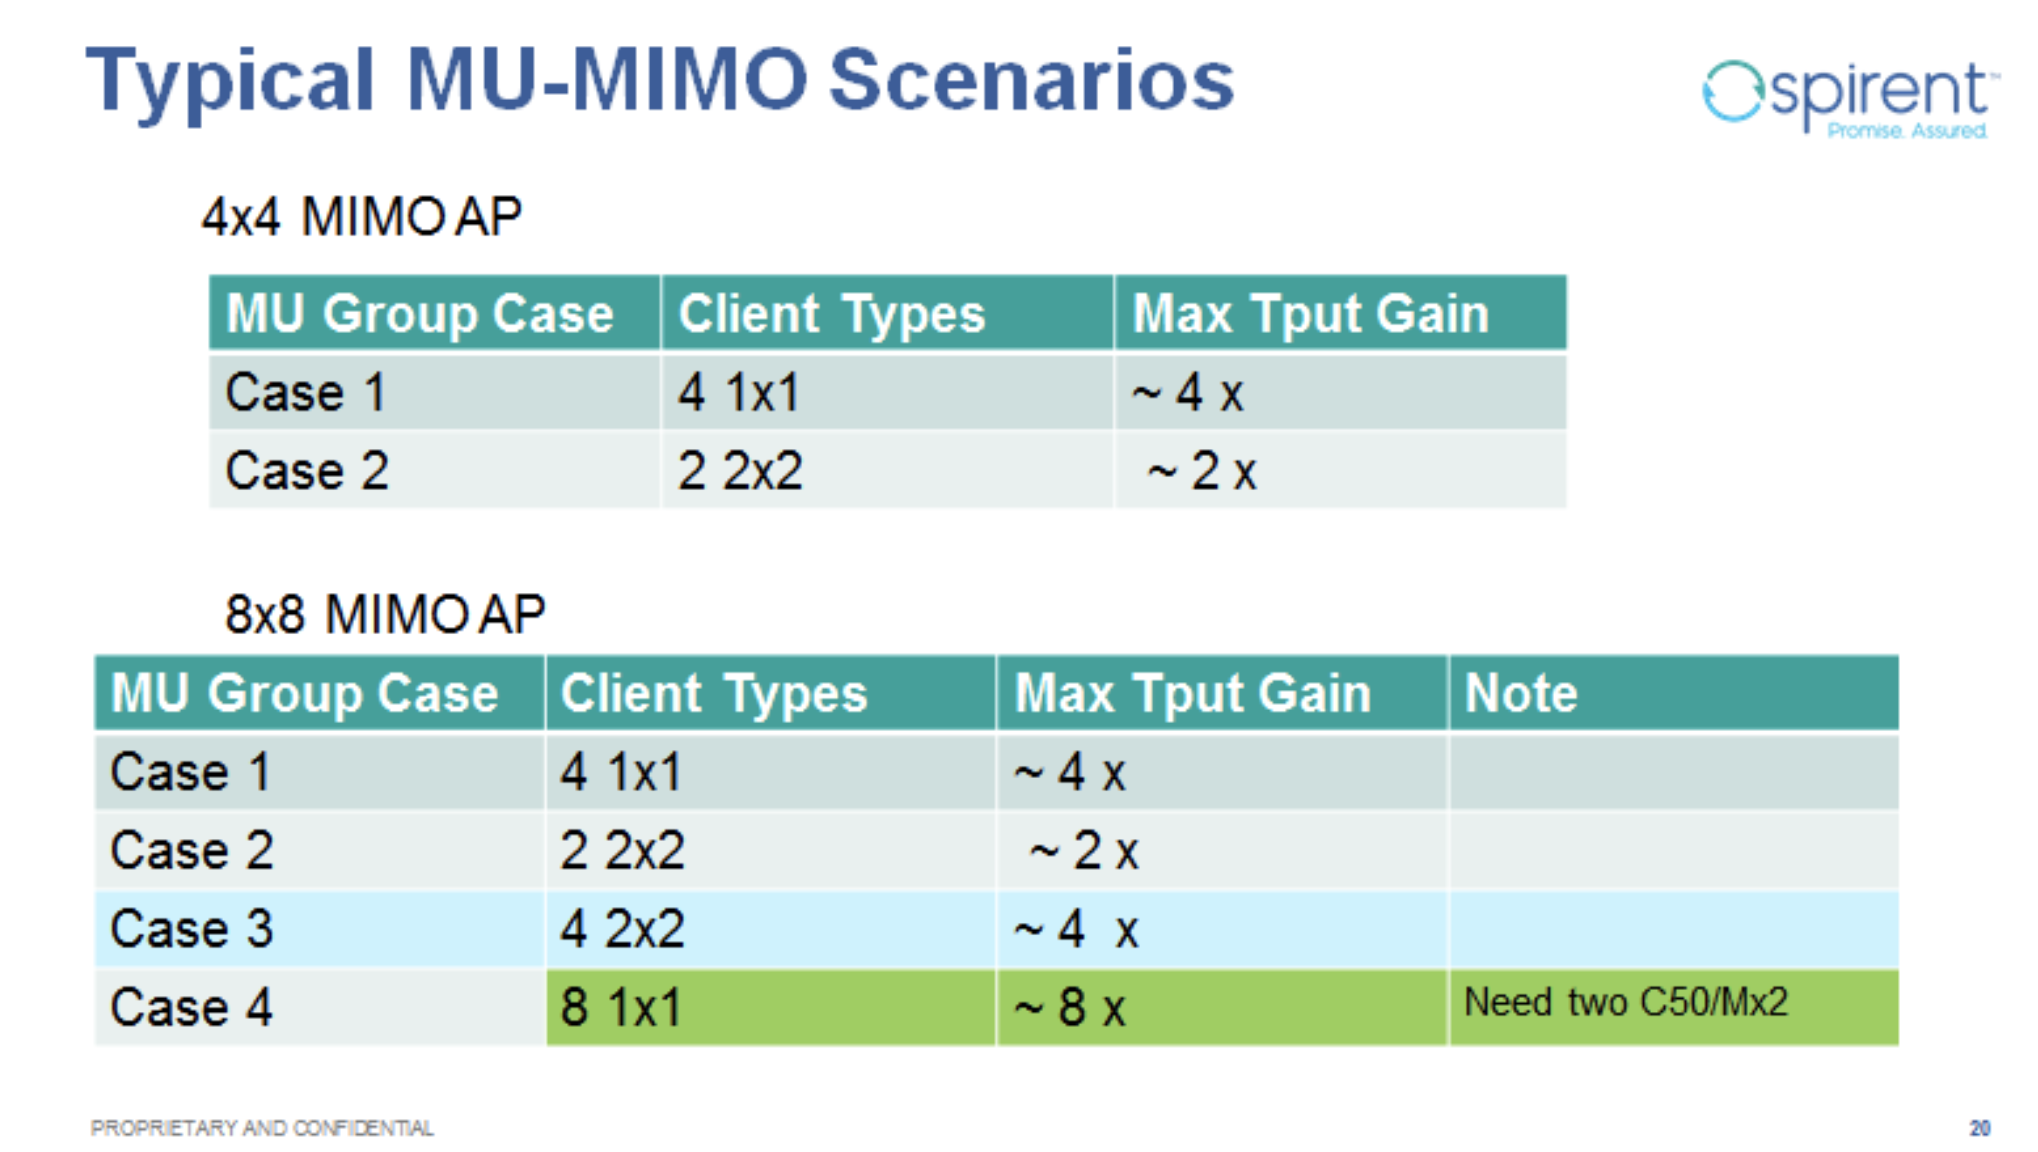 Typical MU-MIMO Scenarios
spirent™
Promise. Assured.
4x4 MIMO AP
MU Group Case Client Types Max Tput Gain
Case 1 4 1x1 ~ 4 x
Case 2 2 2x2 ~ 2 x
8x8 MIMO AP
MU Group Case Client Types Max Tput Gain Note
Case 1 4 1x1 ~ 4 x
Case 2 2 2x2 ~ 2 x
Case 3 4 2x2 ~ 4 x
Case 4 8 1x1 ~ 8 x Need two C50/Mx2
PROPRIETARY AND CONFIDENTIAL
20